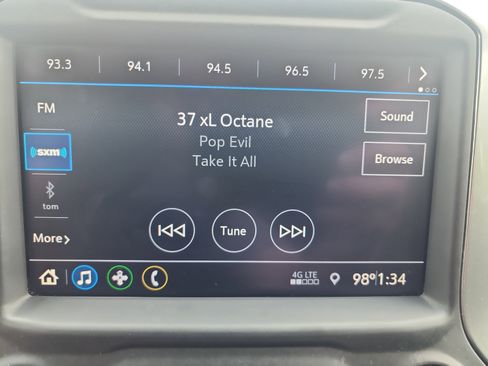 93.3 94.1 94.5 96.5 97.5
FM
37 xL Octane
Sound
Pop Evil
sxm
Take It All
Browse
tom
Tune
More
4G LTE
98° 1:34